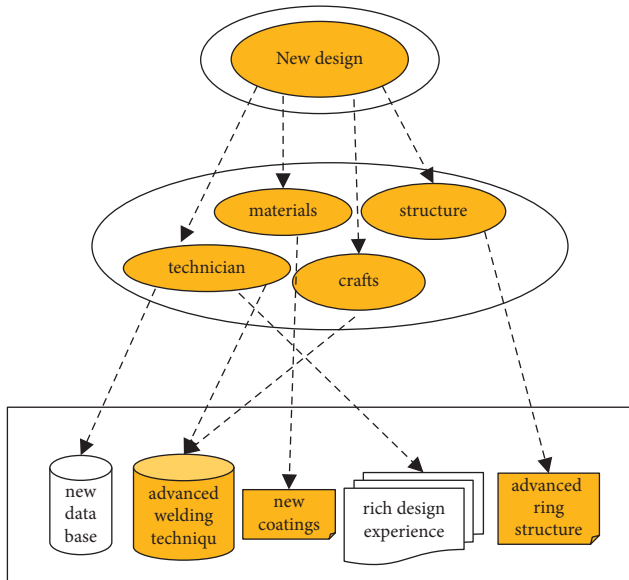 New design
materials
structure
technician
crafts
new
data
base
advanced
welding
techniqu
new
coatings
rich design
experience
advanced
ring
structure